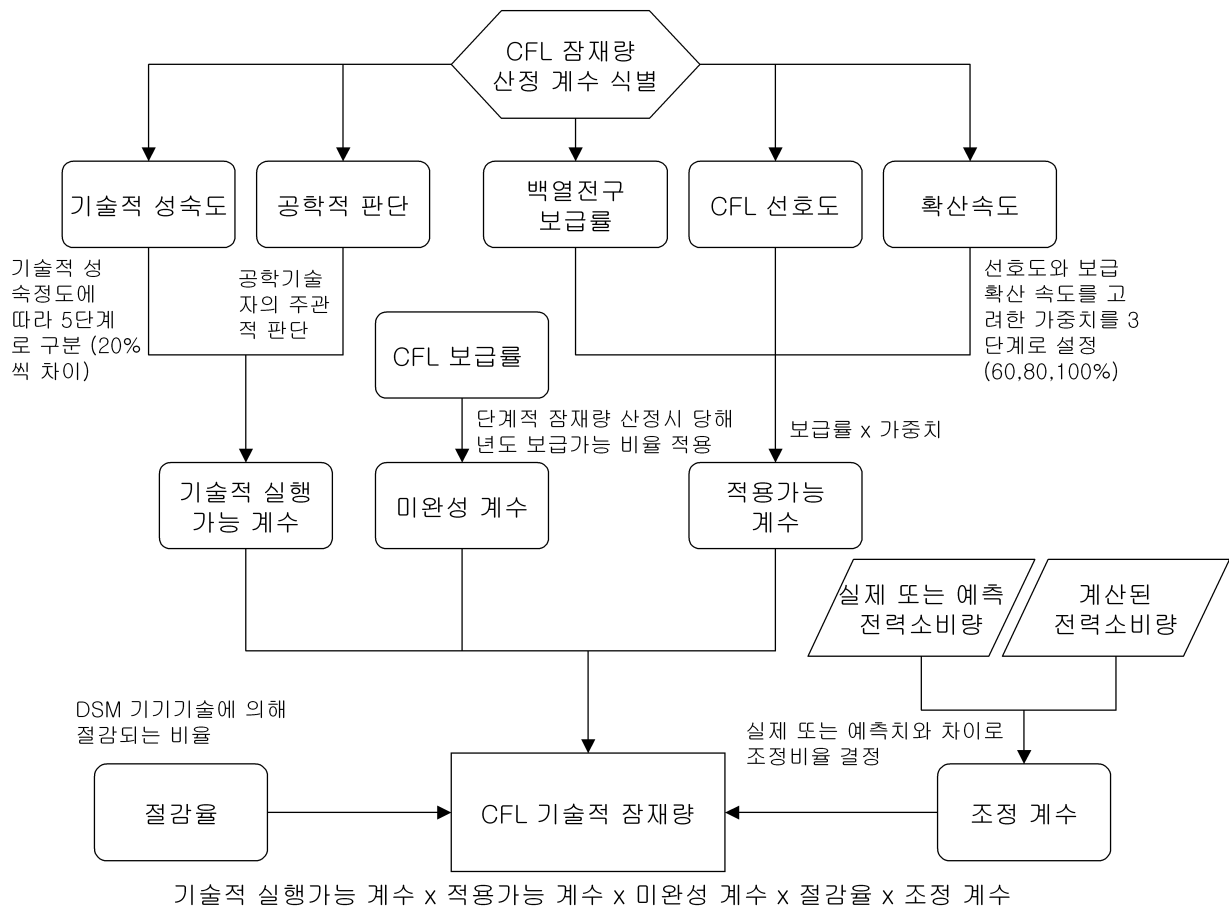 CFL 잠재량
산정 계수 식별
기술적 성숙도
공학적 판단
백열전구
보급률
CFL 선호도
확산속도
기술적 성
숙정도에
따라 5단계
로 구분 (20%
씩 차이)
공학기술
자의 주관
적 판단
선호도와 보급
확산 속도를 고
려한 가중치를 3
단계로 설정
(60,80,100%)
CFL 보급률
단계적 잠재량 산정시 당해
년도 보급가능 비율 적용
보급률 x 가중치
기술적 실행
가능 계수
미완성 계수
적용가능
계수
실제 또는 예측
전력소비량
계산된
전력소비량
DSM 기기기술에 의해
절감되는 비율
실제 또는 예측치와 차이로
조정비율 결정
절감율
CFL 기술적 잠재량
조정 계수
기술적 실행가능 계수 x 적용가능 계수 x 미완성 계수 x 절감율 x 조정 계수